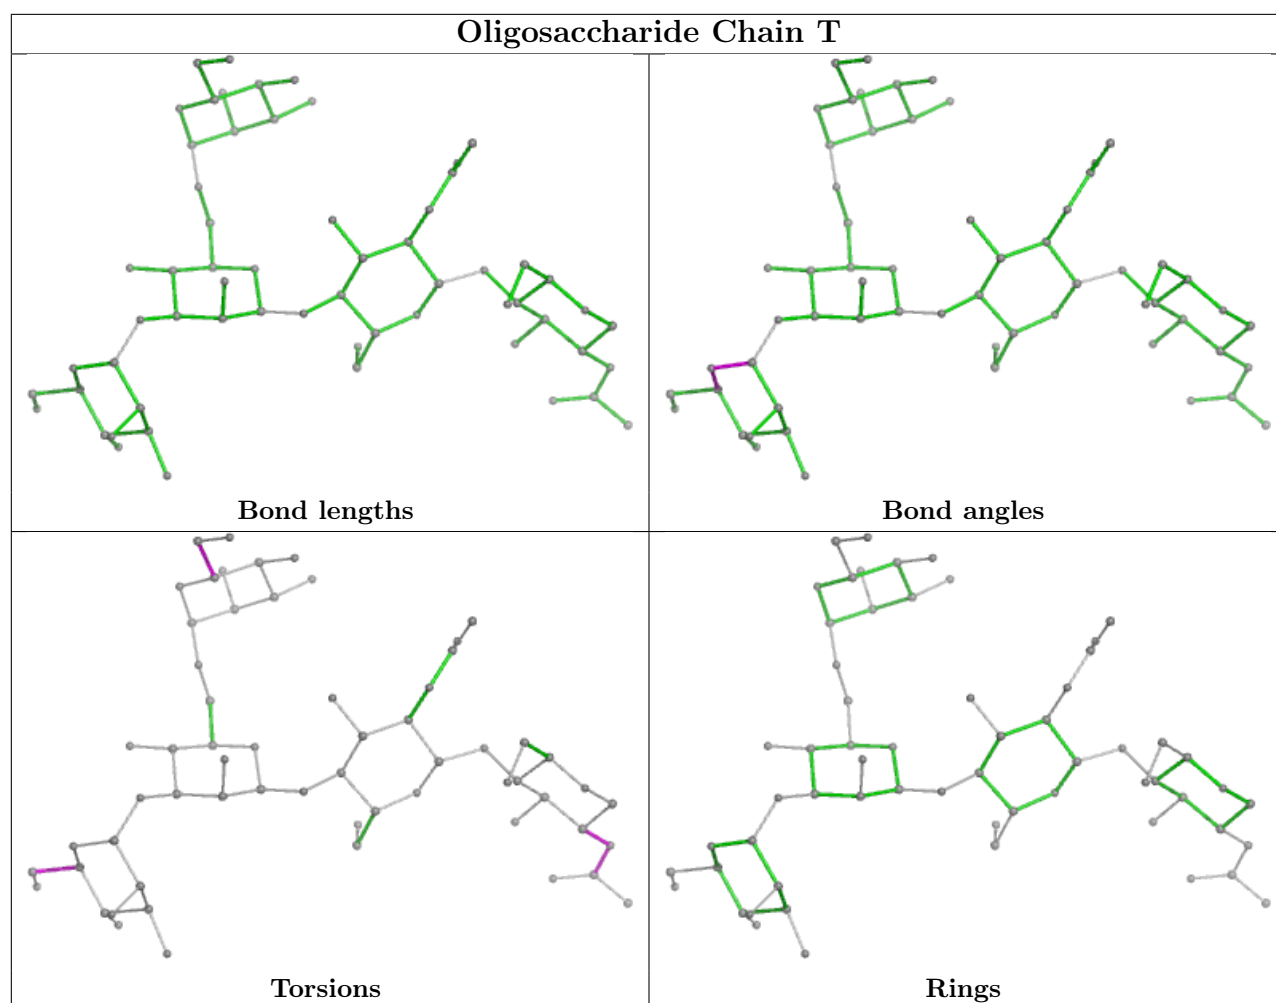 Oligosaccharide Chain T
Bond lengths
Bond angles
Torsions
Rings